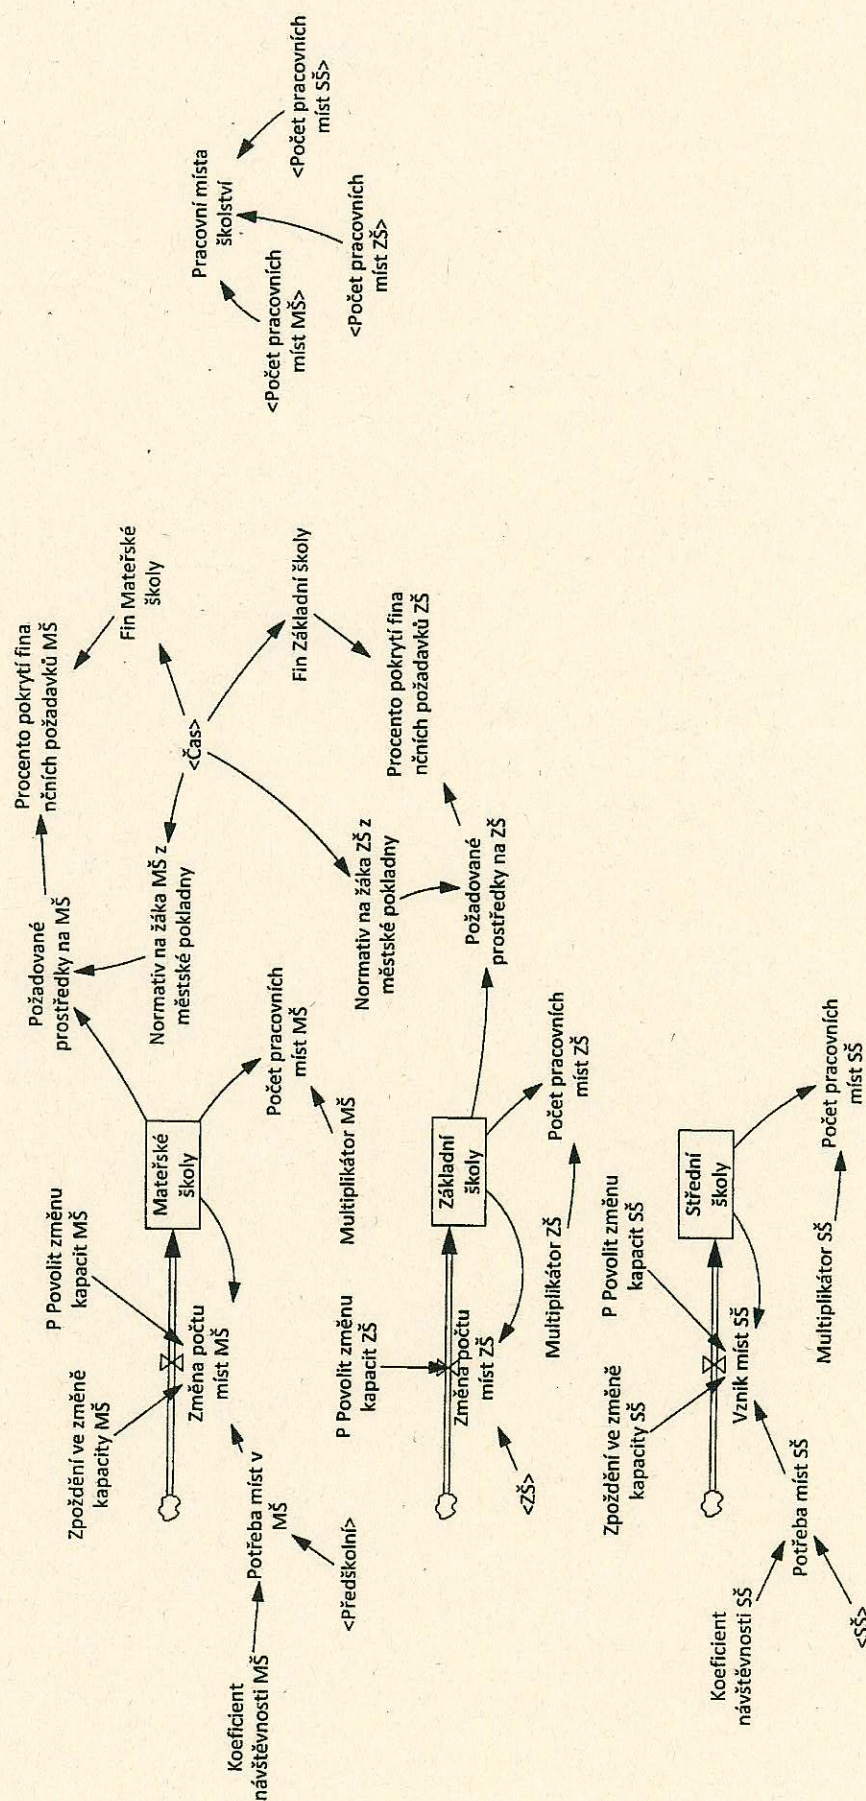 Koeficient
návštěvnosti MŠ
Zpoždění ve změně
kapacity MŠ
P Povolit změnu
kapacit MŠ
Potřeba míst v
MŠ
<Předškolní>
Změna počtu
míst MŠ
Mateřské
školy
Požadované
prostředky na MŠ
Procento pokrytí fina
nčních požadavků MŠ
Normativ na žáka MŠ z
městské pokladny
Fin Mateřské
školy
<Čas>
Počet pracovních
míst MŠ
Multiplikátor MŠ
Pracovní místa
školství
<Počet pracovních
míst MŠ>
<Počet pracovních
míst ZŠ>
<Počet pracovních
míst SŠ>
P Povolit změnu
kapacit ZŠ
Změna počtu
míst ZŠ
<ZŠ>
Základní
školy
Normativ na žáka ZŠ z
městské pokladny
Fin Základní školy
Procento pokrytí fina
nčních požadavků ZŠ
Požadované
prostředky na ZŠ
Multiplikátor ZŠ
Počet pracovních
míst ZŠ
Zpoždění ve změně
kapacity SŠ
P Povolit změnu
kapacit SŠ
Vznik míst SŠ
Střední
školy
Koeficient
návštěvnosti SŠ
Potřeba míst SŠ
<SŠ>
Multiplikátor SŠ
Počet pracovních
míst SŠ